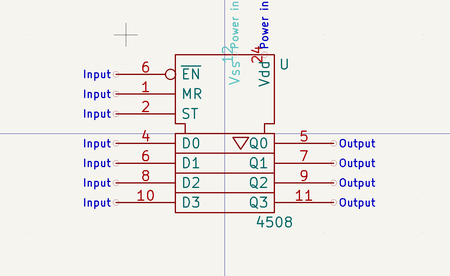 Power in Power in
12 24
Vss Vdd U
Input 6 EN
Input 1 MR
Input 2 ST
Input 4 D0 Q0 5 Output
Input 6 D1 Q1 7 Output
Input 8 D2 Q2 9 Output
Input 10 D3 Q3 11 Output
4508